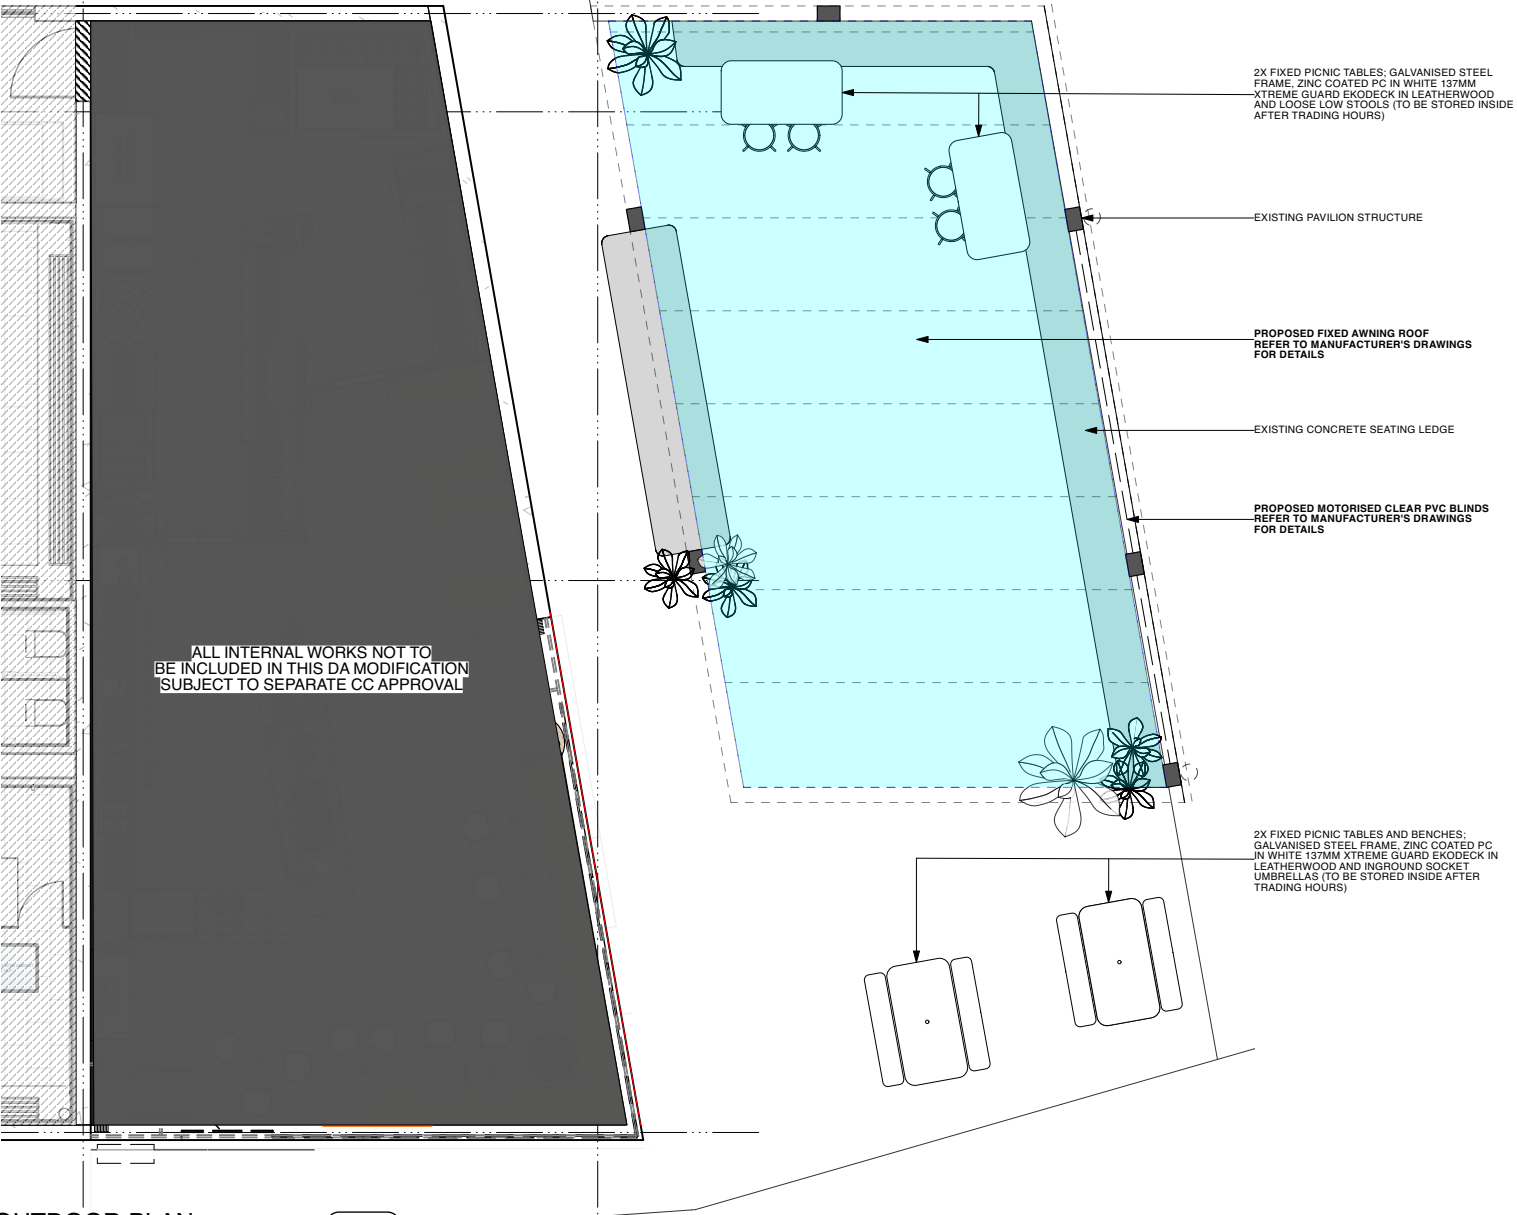 2X FIXED PICNIC TABLES; GALVANISED STEEL
FRAME, ZINC COATED PC IN WHITE 137MM
XTREME GUARD EKODECK IN LEATHERWOOD
AND LOOSE LOW STOOLS (TO BE STORED INSIDE
AFTER TRADING HOURS)
EXISTING PAVILION STRUCTURE
PROPOSED FIXED AWNING ROOF
REFER TO MANUFACTURER'S DRAWINGS
FOR DETAILS
EXISTING CONCRETE SEATING LEDGE
PROPOSED MOTORISED CLEAR PVC BLINDS
REFER TO MANUFACTURER'S DRAWINGS
FOR DETAILS
ALL INTERNAL WORKS NOT TO
BE INCLUDED IN THIS DA MODIFICATION
SUBJECT TO SEPARATE CC APPROVAL
2X FIXED PICNIC TABLES AND BENCHES;
GALVANISED STEEL FRAME, ZINC COATED PC
IN WHITE 137MM XTREME GUARD EKODECK IN
LEATHERWOOD AND INGROUND SOCKET
UMBRELLAS (TO BE STORED INSIDE AFTER
TRADING HOURS)
OUTDOOR PLAN